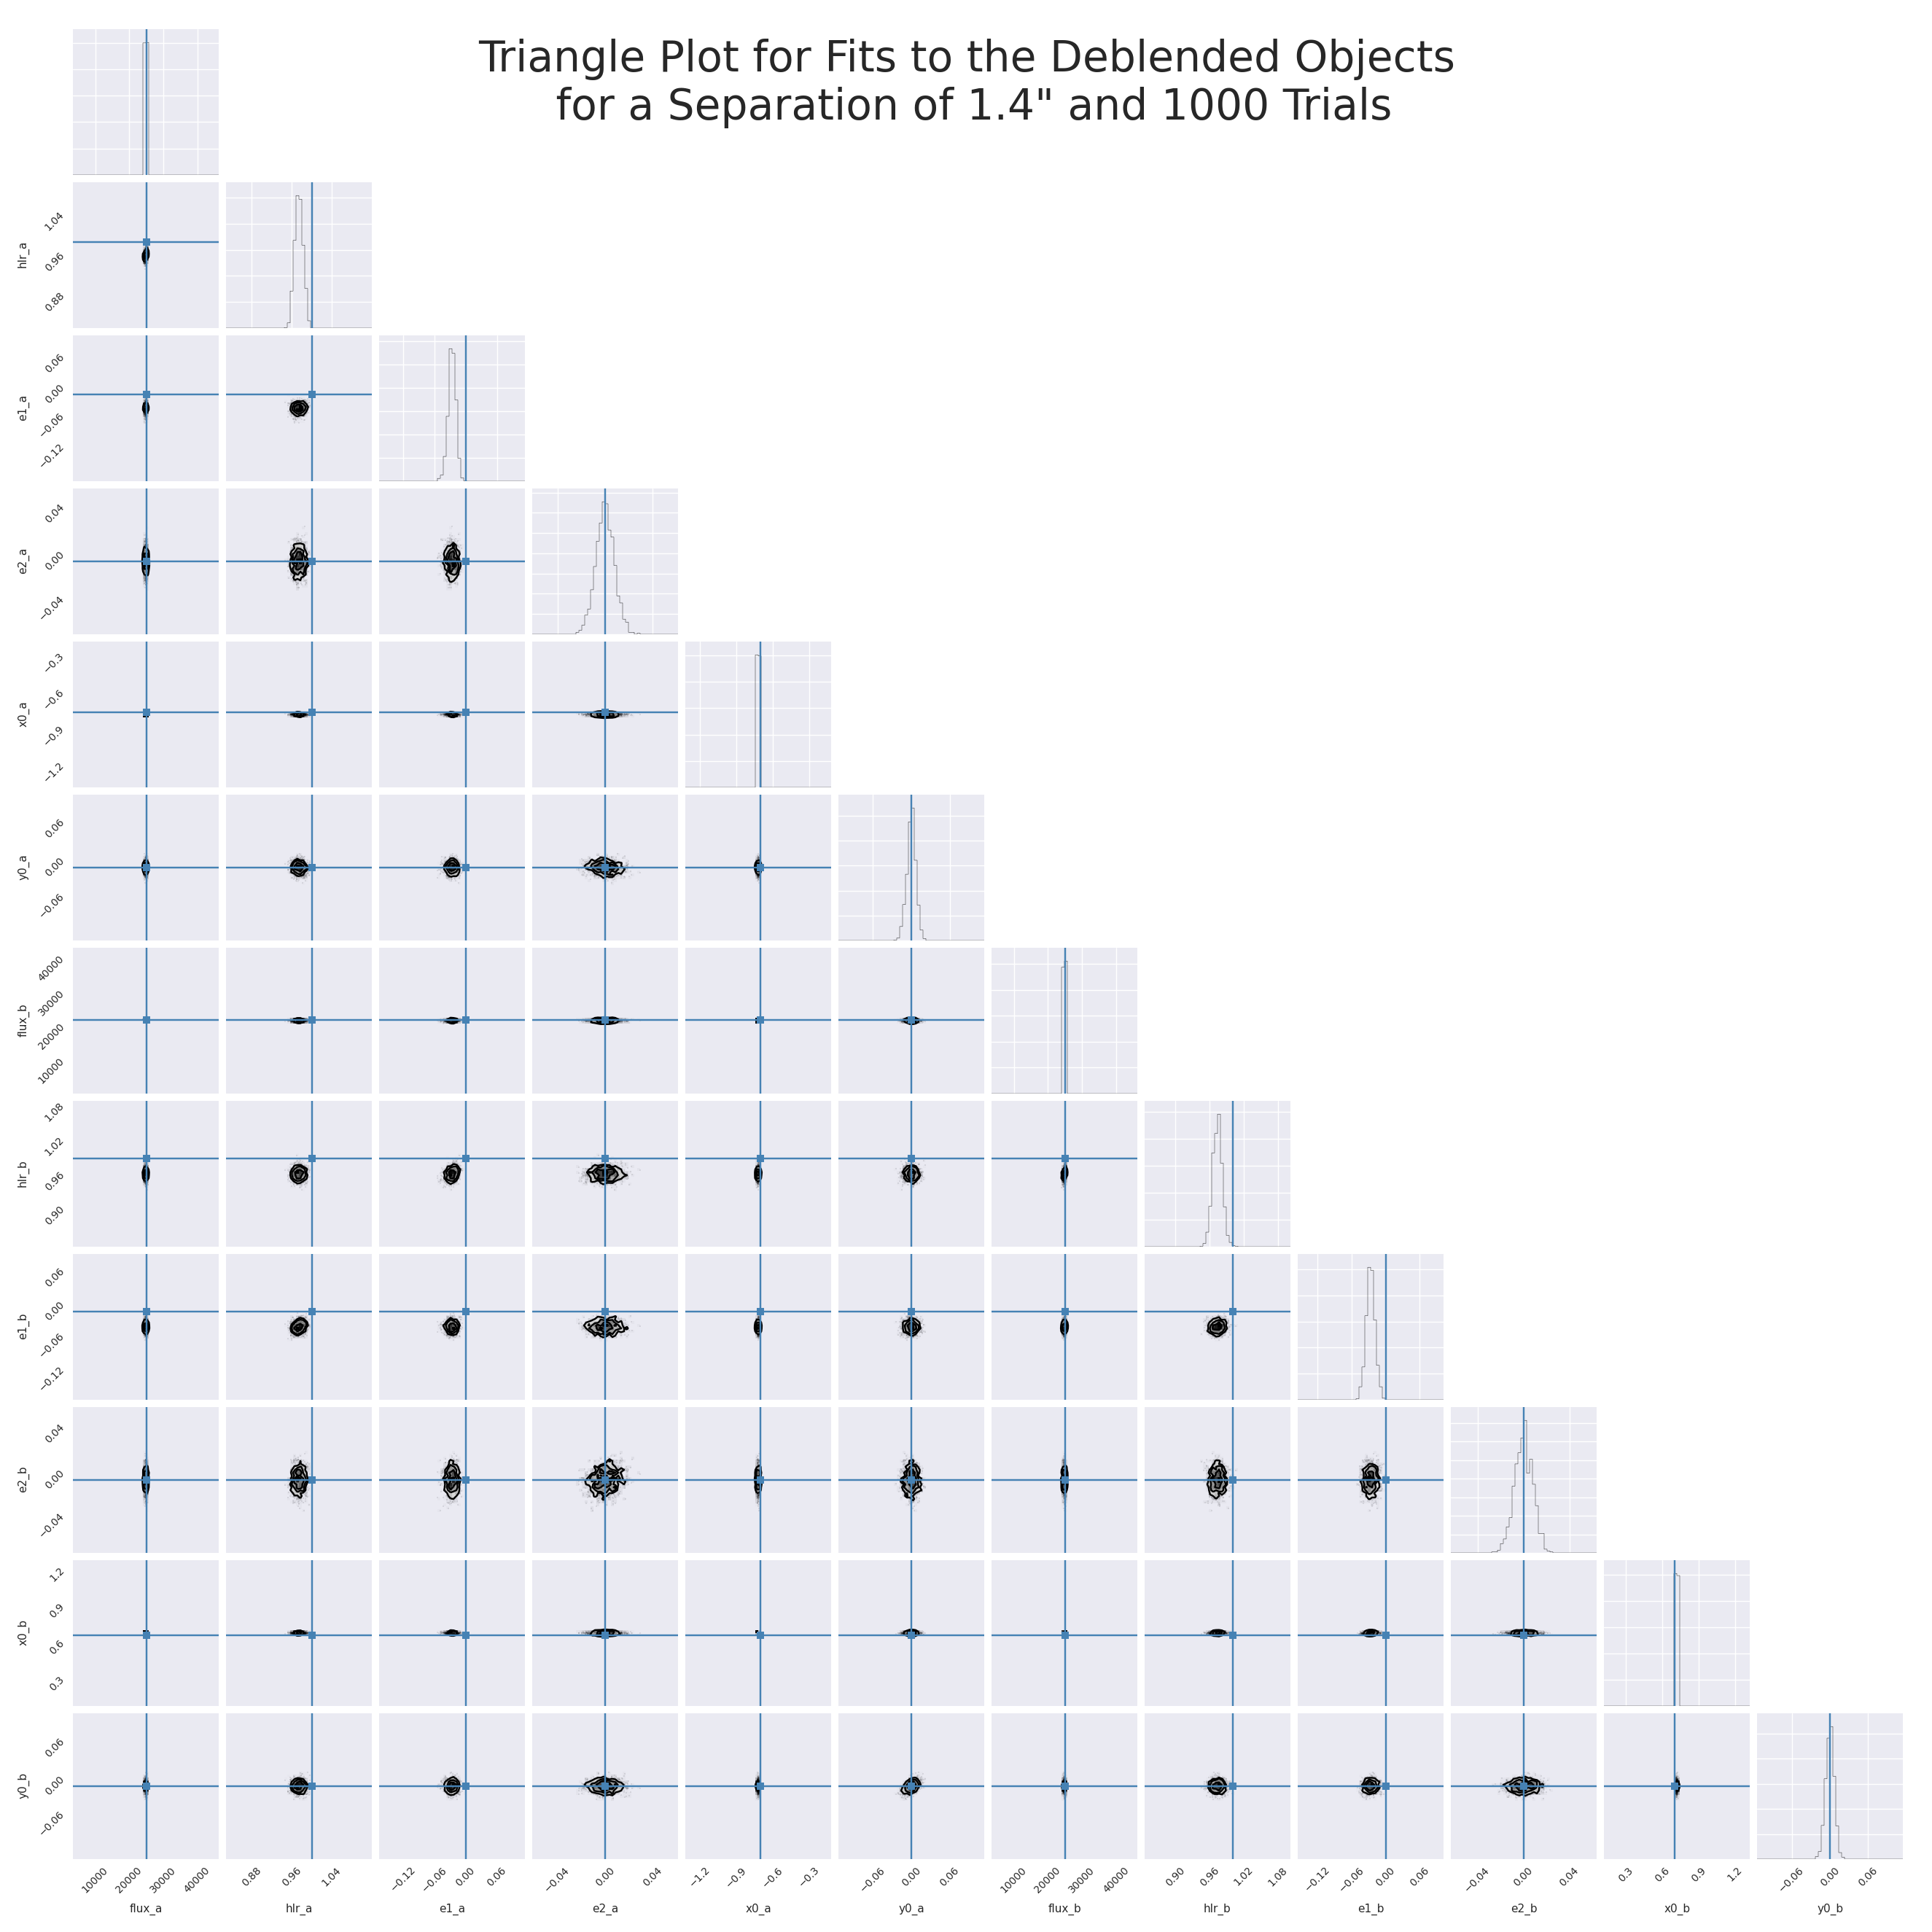 Triangle Plot for Fits to the Deblended Objects
for a Separation of 1.4" and 1000 Trials
hlr_a
1.04
0.96
0.88
e1_a
0.06
0.00
−0.06
−0.12
e2_a
0.04
0.00
−0.04
x0_a
−0.3
−0.6
−0.9
−1.2
y0_a
0.06
0.00
−0.06
flux_b
40000
30000
20000
10000
hlr_b
1.08
1.02
0.96
0.90
e1_b
0.06
0.00
−0.06
−0.12
e2_b
0.04
0.00
−0.04
x0_b
1.2
0.9
0.6
0.3
y0_b
0.06
0.00
−0.06
10000 20000 30000 40000 0.88 0.96 1.04 −0.12 −0.06 0.00 0.06 −0.04 0.00 0.04 −1.2 −0.9 −0.6 −0.3 −0.06 0.00 0.06 10000 20000 30000 40000 0.90 0.96 1.02 1.08 −0.12 −0.06 0.00 0.06 −0.04 0.00 0.04 0.3 0.6 0.9 1.2 −0.06 0.00 0.06
flux_a hlr_a e1_a e2_a x0_a y0_a flux_b hlr_b e1_b e2_b x0_b y0_b